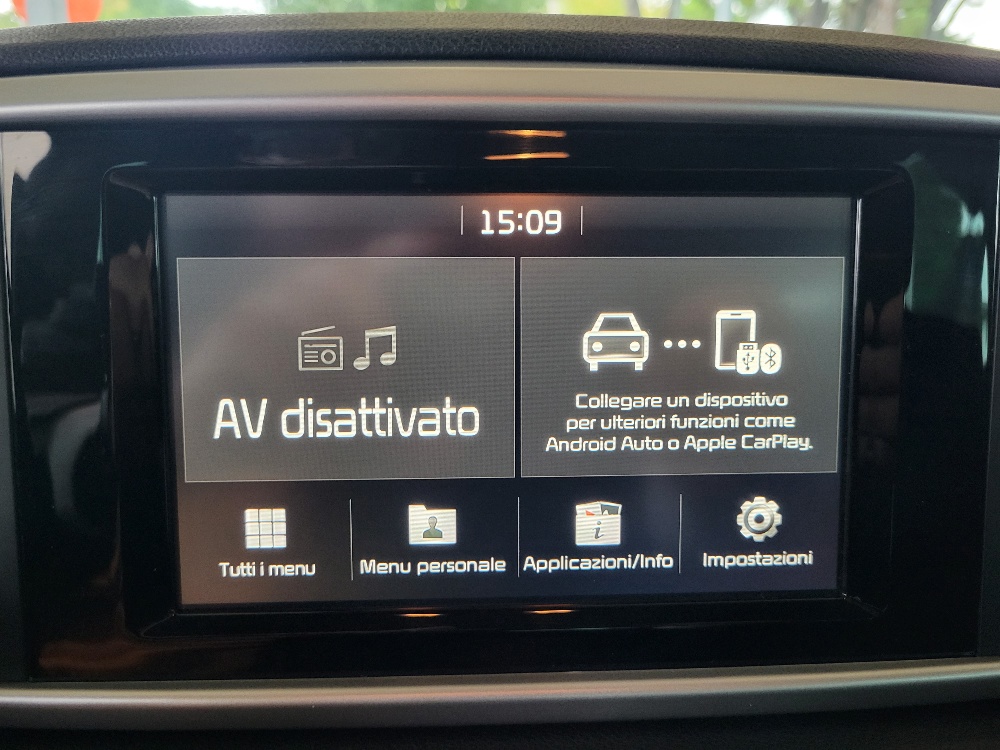 15:09
AV disattivato
Collegare un dispositivo
per ulteriori funzioni come
Android Auto o Apple CarPlay.
Tutti i menu
Menu personale
Applicazioni/Info
Impostazioni